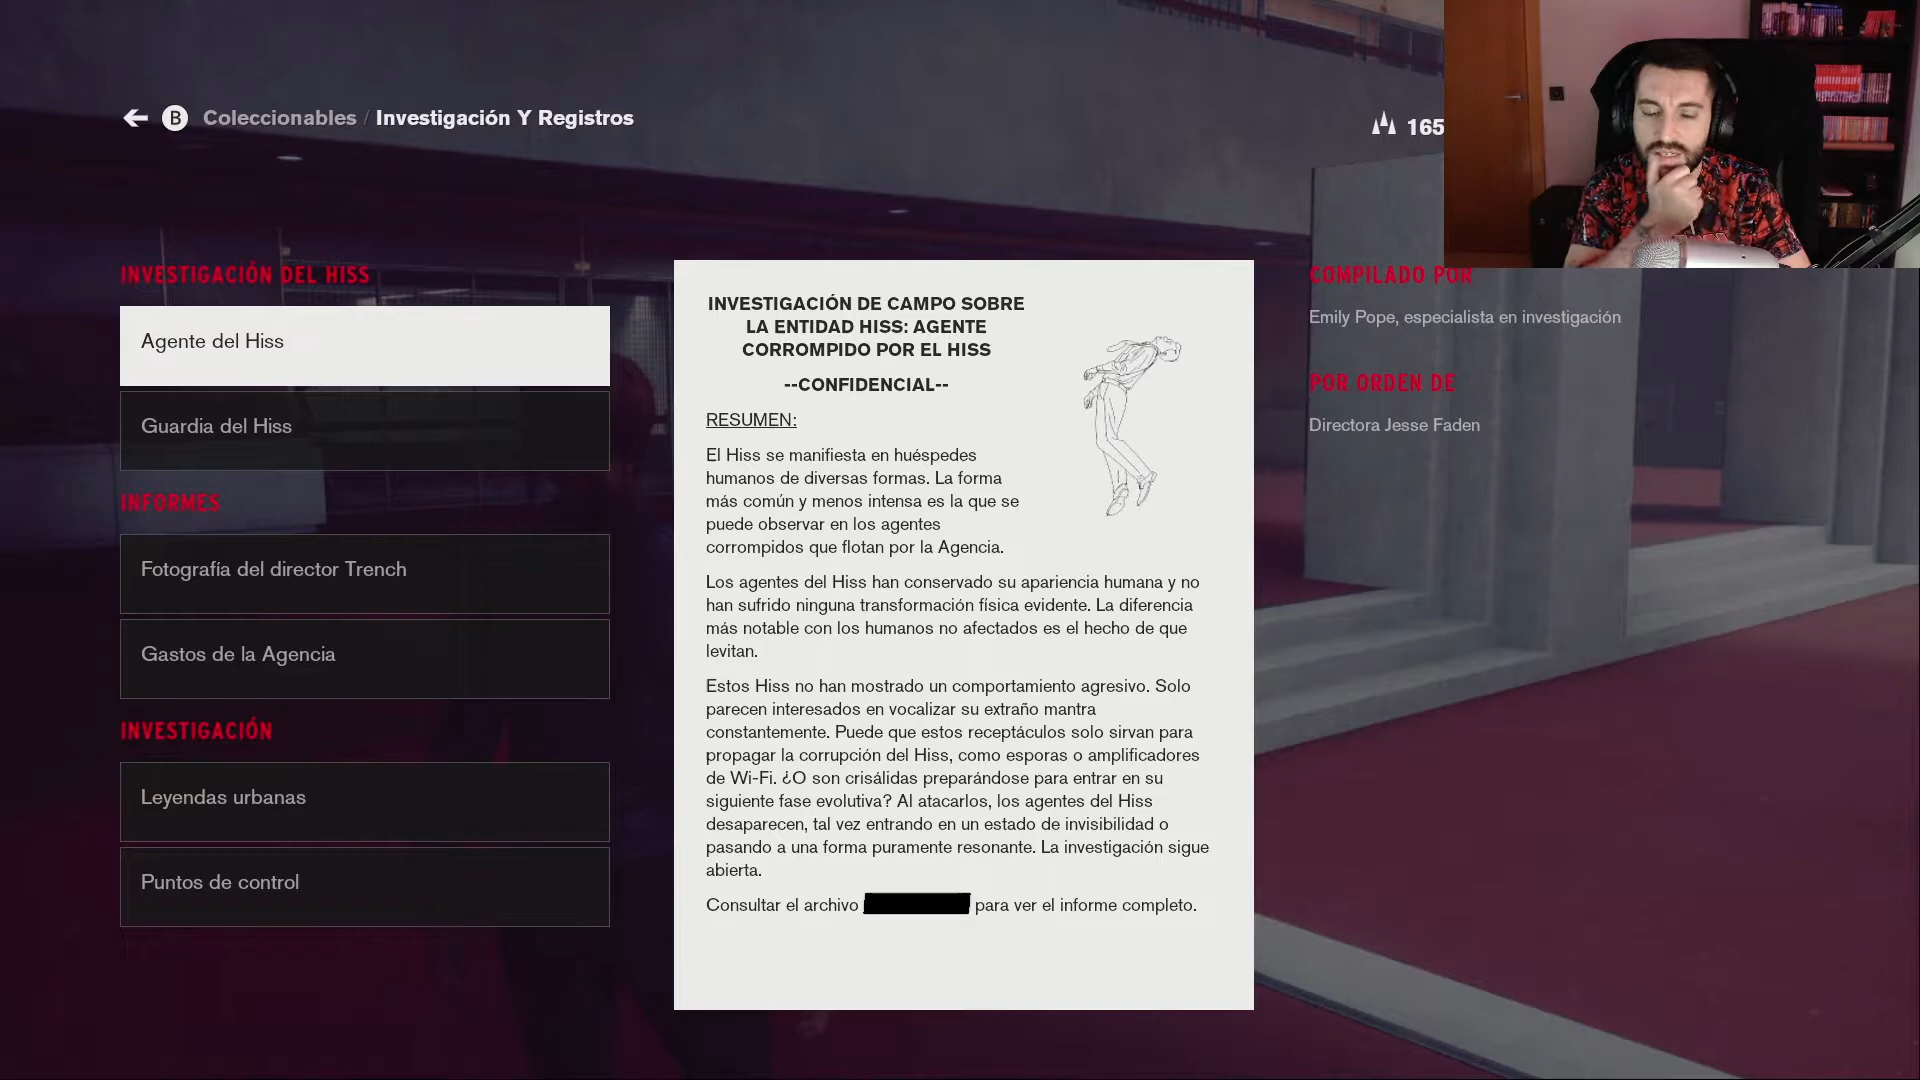 B Coleccionables / Investigación Y Registros
165
INVESTIGACIÓN DEL HISS
Agente del Hiss
Guardia del Hiss
INFORMES
Fotografía del director Trench
Gastos de la Agencia
INVESTIGACIÓN
Leyendas urbanas
Puntos de control
INVESTIGACIÓN DE CAMPO SOBRE
LA ENTIDAD HISS: AGENTE
CORROMPIDO POR EL HISS
--CONFIDENCIAL--
RESUMEN:
El Hiss se manifiesta en huéspedes
humanos de diversas formas. La forma
más común y menos intensa es la que se
puede observar en los agentes
corrompidos que flotan por la Agencia.
Los agentes del Hiss han conservado su apariencia humana y no
han sufrido ninguna transformación física evidente. La diferencia
más notable con los humanos no afectados es el hecho de que
levitan.
Estos Hiss no han mostrado un comportamiento agresivo. Solo
parecen interesados en vocalizar su extraño mantra
constantemente. Puede que estos receptáculos solo sirvan para
propagar la corrupción del Hiss, como esporas o amplificadores
de Wi-Fi. ¿O son crisálidas preparándose para entrar en su
siguiente fase evolutiva? Al atacarlos, los agentes del Hiss
desaparecen, tal vez entrando en un estado de invisibilidad o
pasando a una forma puramente resonante. La investigación sigue
abierta.
Consultar el archivo para ver el informe completo.
COMPILADO POR
Emily Pope, especialista en investigación
POR ORDEN DE
Directora Jesse Faden